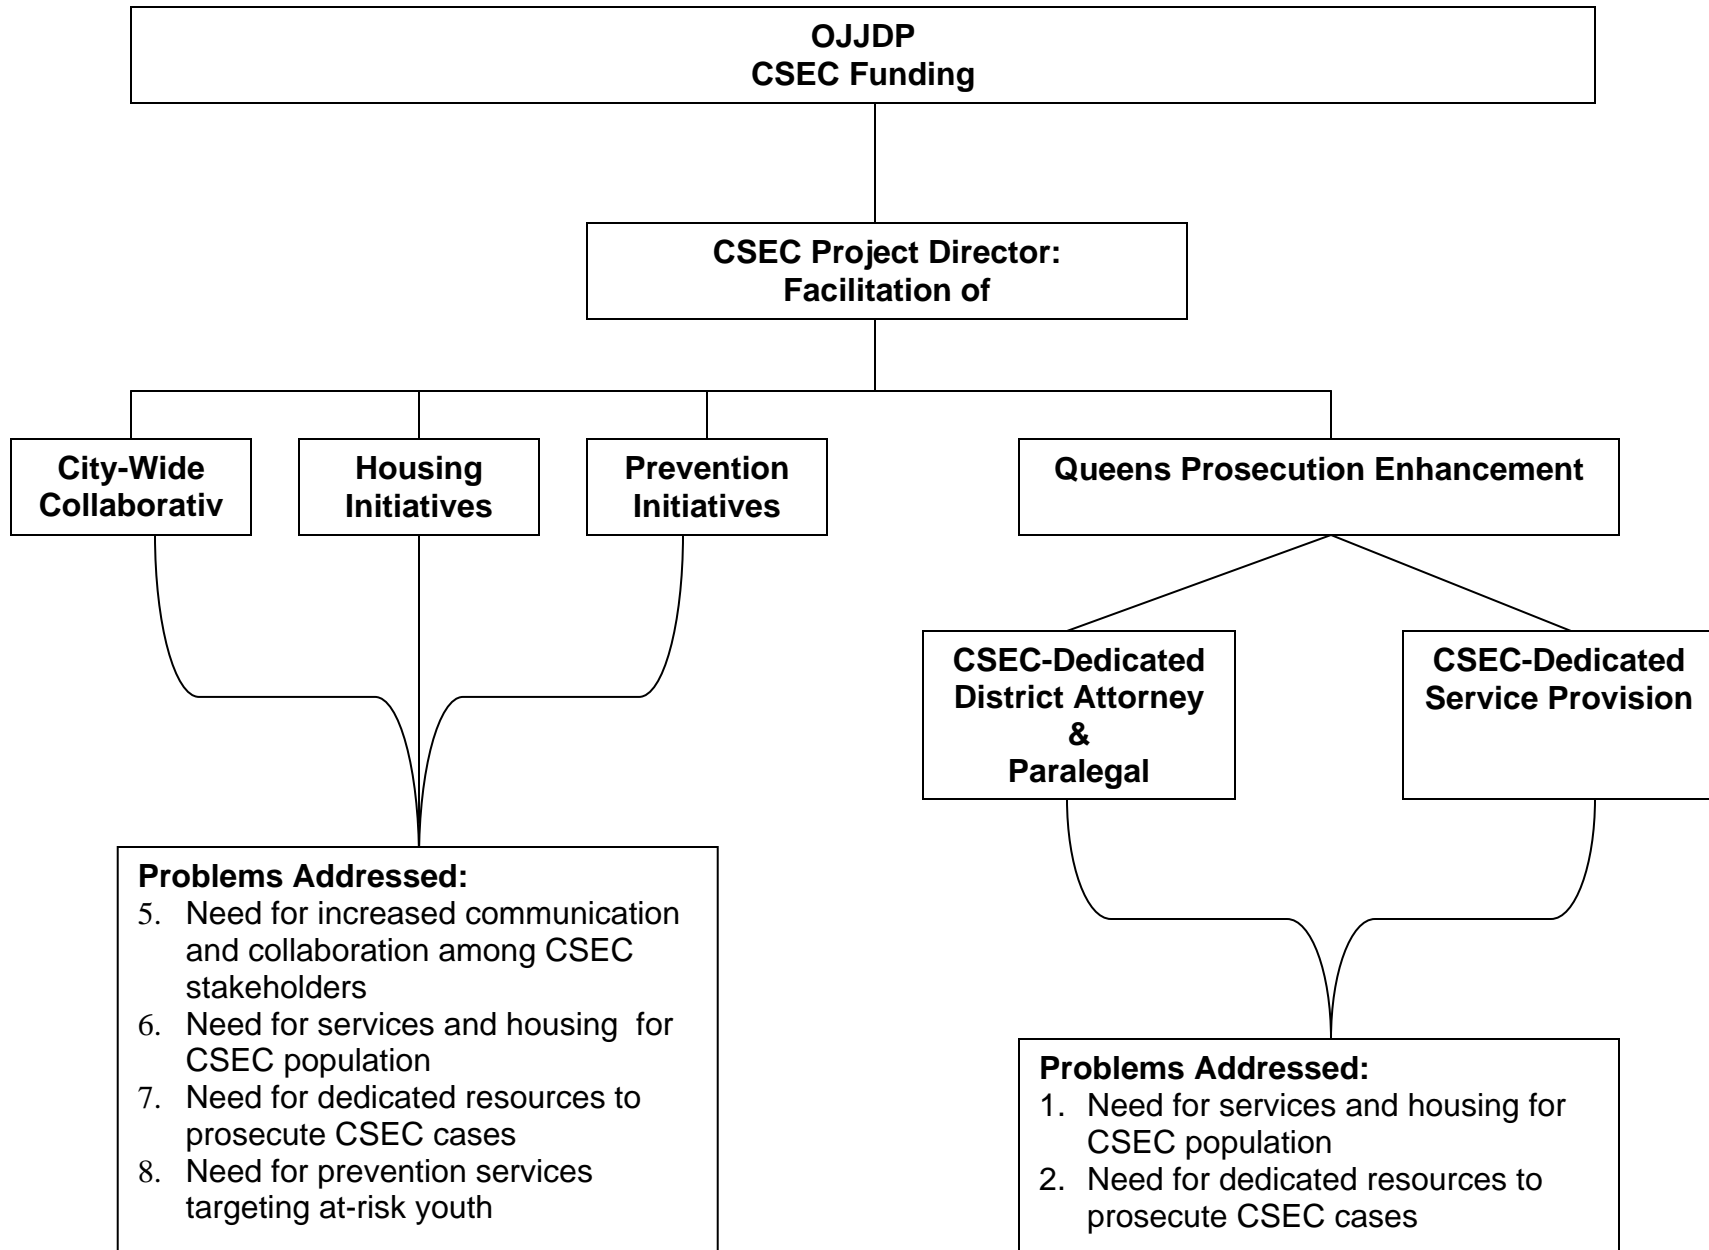 OJJDP
CSEC Funding
CSEC Project Director:
Facilitation of
City-Wide
Collaborativ
Housing
Initiatives
Prevention
Initiatives
Queens Prosecution Enhancement
CSEC-Dedicated
District Attorney
&
Paralegal
CSEC-Dedicated
Service Provision
Problems Addressed:
5. Need for increased communication
and collaboration among CSEC
stakeholders
6. Need for services and housing for
CSEC population
7. Need for dedicated resources to
prosecute CSEC cases
8. Need for prevention services
targeting at-risk youth
Problems Addressed:
1. Need for services and housing for
CSEC population
2. Need for dedicated resources to
prosecute CSEC cases